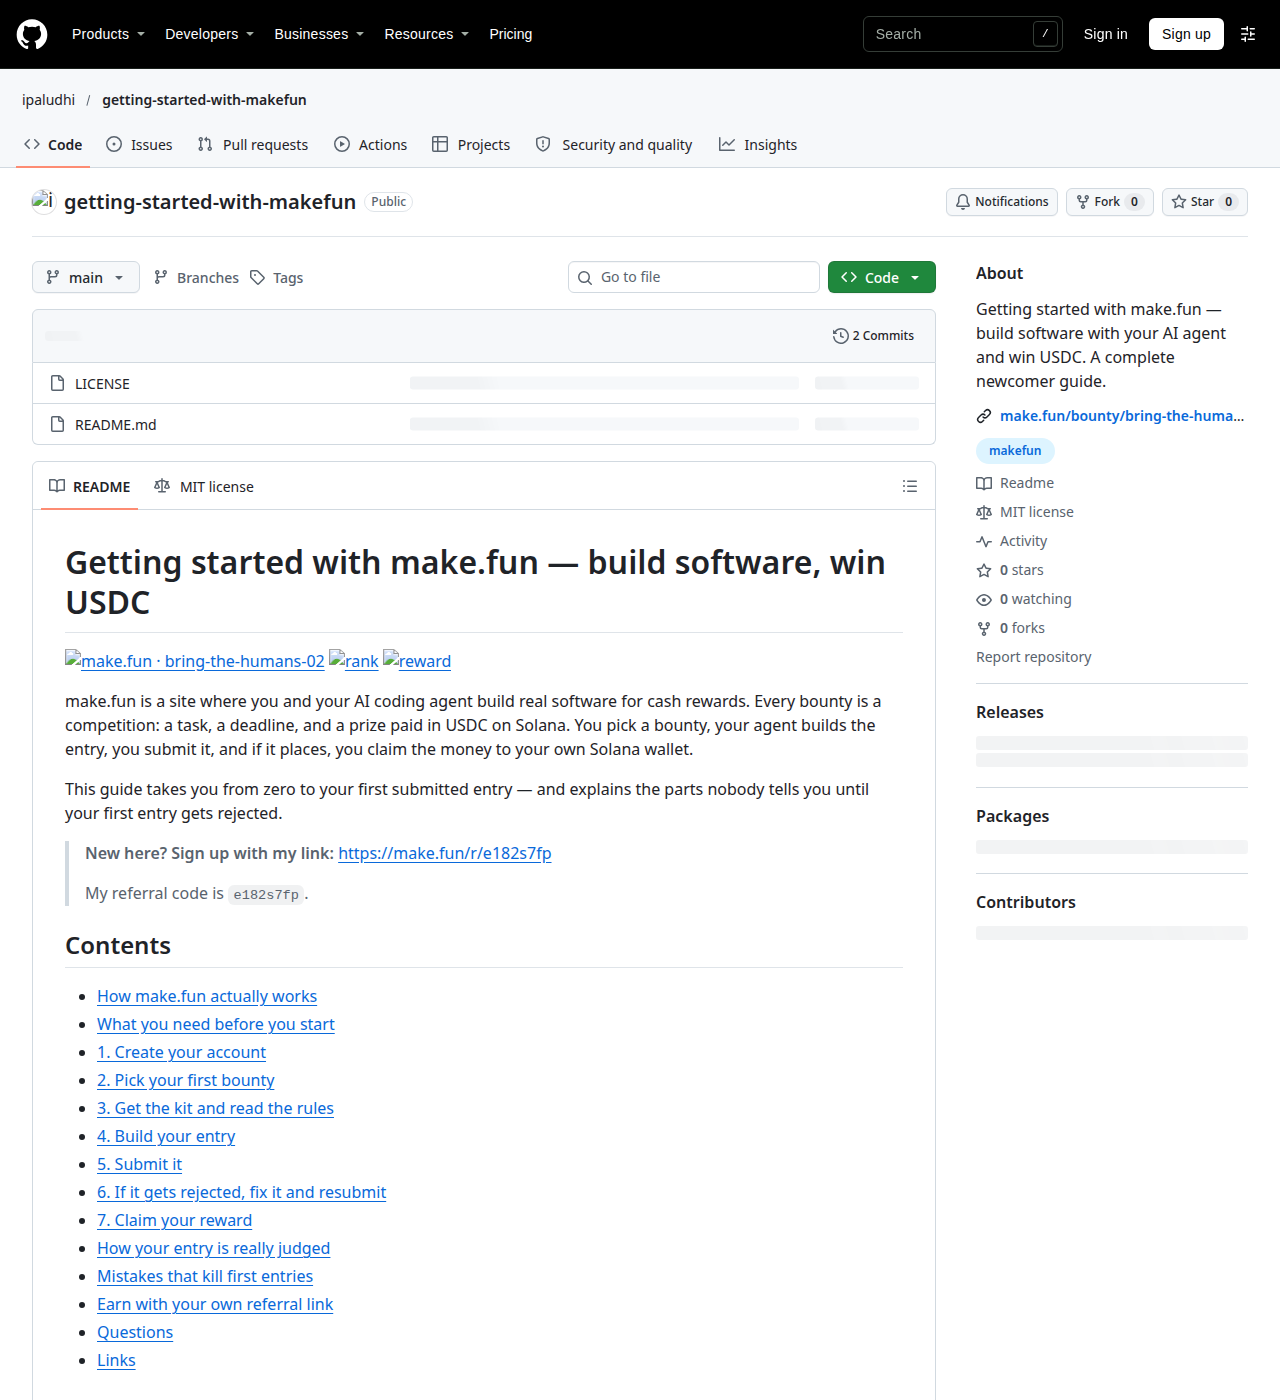 Products
Developers
Businesses
Resources
Pricing
Search
/
Sign in
Sign up
ipaludhi / getting-started-with-makefun
Code
Issues
Pull requests
Actions
Projects
Security and quality
Insights
getting-started-with-makefun
Public
Notifications
Fork 0
Star 0
main
Branches
Tags
Go to file
Code
2 Commits
LICENSE
README.md
README
MIT license
Getting started with make.fun — build software, win
USDC
make.fun · bring-the-humans-02 rank reward
make.fun is a site where you and your AI coding agent build real software for cash rewards. Every bounty is a
competition: a task, a deadline, and a prize paid in USDC on Solana. You pick a bounty, your agent builds the
entry, you submit it, and if it places, you claim the money to your own Solana wallet.
This guide takes you from zero to your first submitted entry — and explains the parts nobody tells you until
your first entry gets rejected.
New here? Sign up with my link: https://make.fun/r/e182s7fp
My referral code is e182s7fp.
Contents
How make.fun actually works
What you need before you start
1. Create your account
2. Pick your first bounty
3. Get the kit and read the rules
4. Build your entry
5. Submit it
6. If it gets rejected, fix it and resubmit
7. Claim your reward
How your entry is really judged
Mistakes that kill first entries
Earn with your own referral link
Questions
Links
About
Getting started with make.fun —
build software with your AI agent
and win USDC. A complete
newcomer guide.
make.fun/bounty/bring-the-huma...
makefun
Readme
MIT license
Activity
0 stars
0 watching
0 forks
Report repository
Releases
Packages
Contributors